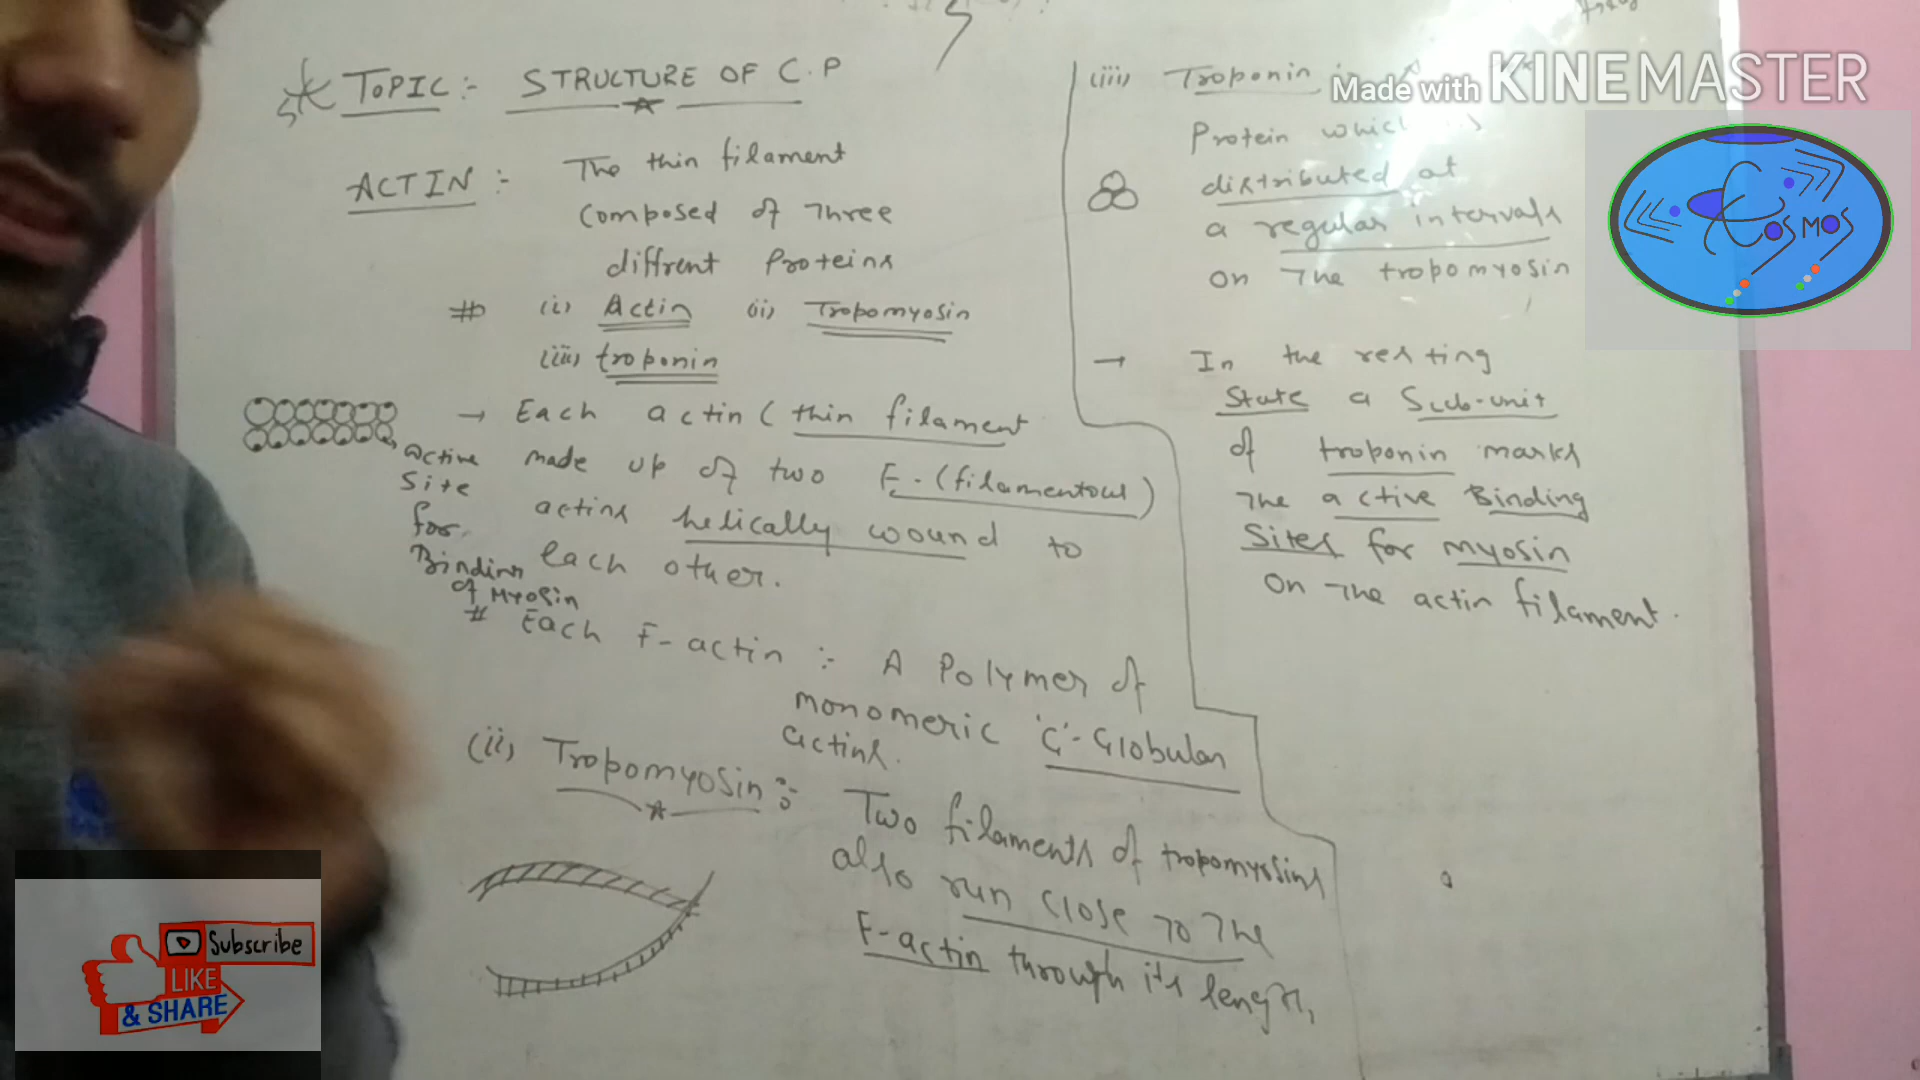 TOPIC :- STRUCTURE OF C.P
ACTIN :- The thin filament
composed of Three
diffrent Proteins
# (i) Actin (ii) Tropomyosin
(iii) troponin
→ Each actin ( thin filament
made up of two F-(filamentous)
actins helically wound to
each other.
active
site
for
Binding
of Myosin
# Each F-actin :- A Polymer of
monomeric 'G'-Globular
actins.
(ii) Tropomyosin :- Two filaments of tropomyosins
also run close to the
F-actin through its length,
(iii) Troponin
Protein which is
distributed at
a regular intervals
on the tropomyosin
→ In the resting
State a Sub-unit
of troponin masks
the active Binding
Sites for myosin
on the actin filament.
Made with KINEMASTER
COSMOS
Subscribe
LIKE
& SHARE